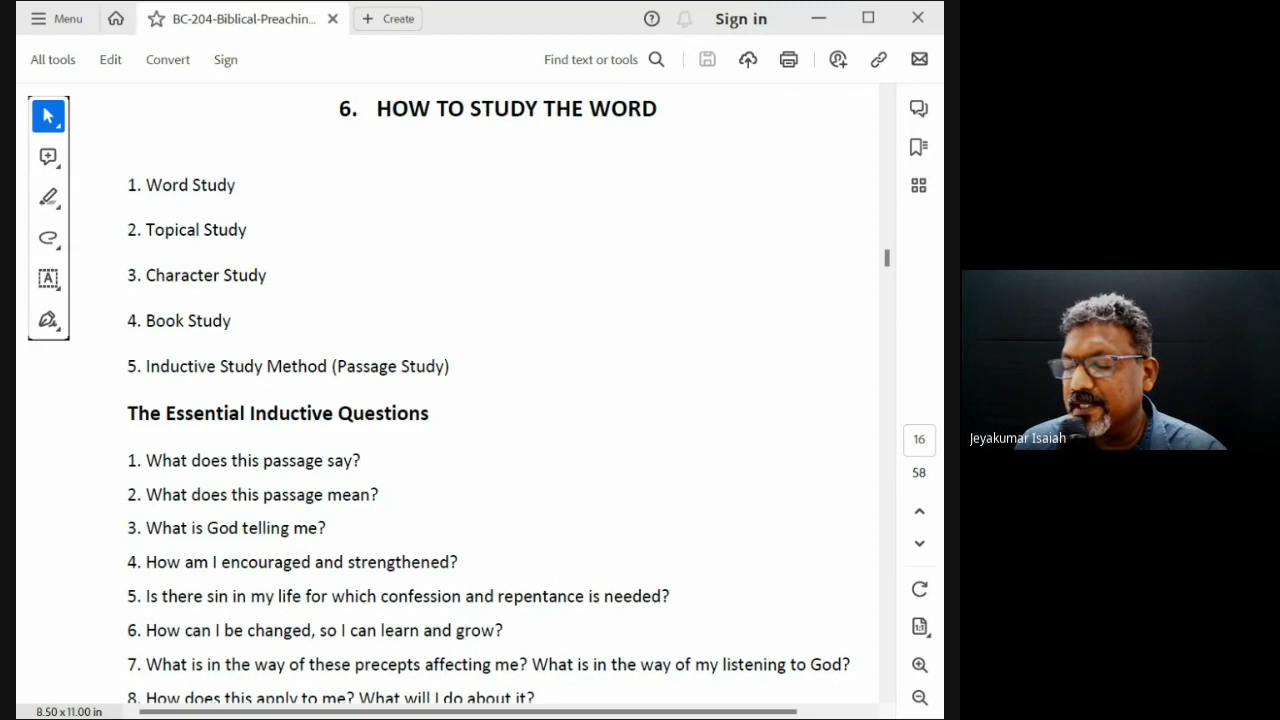 Menu
BC-204-Biblical-Preachin...
Create
Sign in
All tools
Edit
Convert
Sign
Find text or tools
6. HOW TO STUDY THE WORD
1. Word Study
2. Topical Study
3. Character Study
4. Book Study
5. Inductive Study Method (Passage Study)
The Essential Inductive Questions
1. What does this passage say?
2. What does this passage mean?
3. What is God telling me?
4. How am I encouraged and strengthened?
5. Is there sin in my life for which confession and repentance is needed?
6. How can I be changed, so I can learn and grow?
7. What is in the way of these precepts affecting me? What is in the way of my listening to God?
8. How does this apply to me? What will I do about it?
8.50 x 11.00 in
16
58
Jeyakumar Isaiah